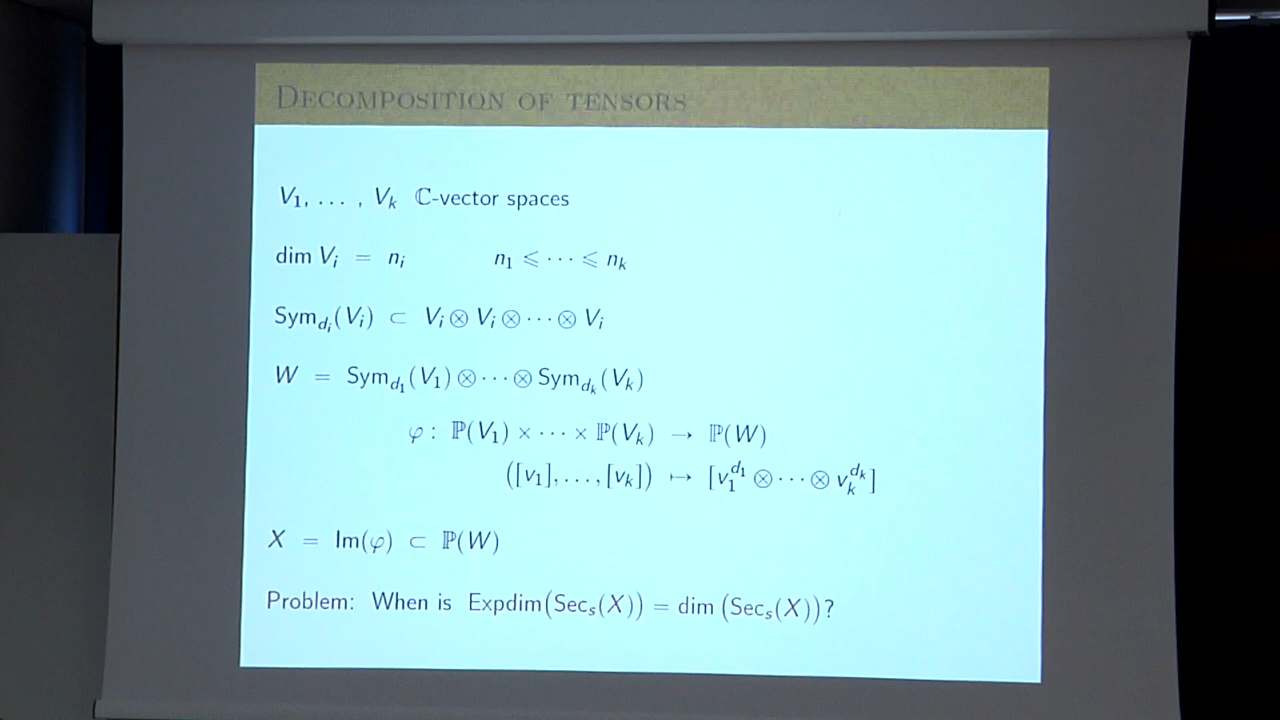 DECOMPOSITION OF TENSORS
V₁, … , Vₖ ℂ-vector spaces
dim Vᵢ = nᵢ n₁ ⩽ ⋯ ⩽ nₖ
Sym_{dᵢ}(Vᵢ) ⊂ Vᵢ ⊗ Vᵢ ⊗ ⋯ ⊗ Vᵢ
W = Sym_{d₁}(V₁) ⊗ ⋯ ⊗ Sym_{dₖ}(Vₖ)
φ : ℙ(V₁) × ⋯ × ℙ(Vₖ) → ℙ(W)
([v₁], … , [vₖ]) ↦ [v₁^{d₁} ⊗ ⋯ ⊗ vₖ^{dₖ}]
X = Im(φ) ⊂ ℙ(W)
Problem: When is Expdim(Secₛ(X)) = dim (Secₛ(X))?